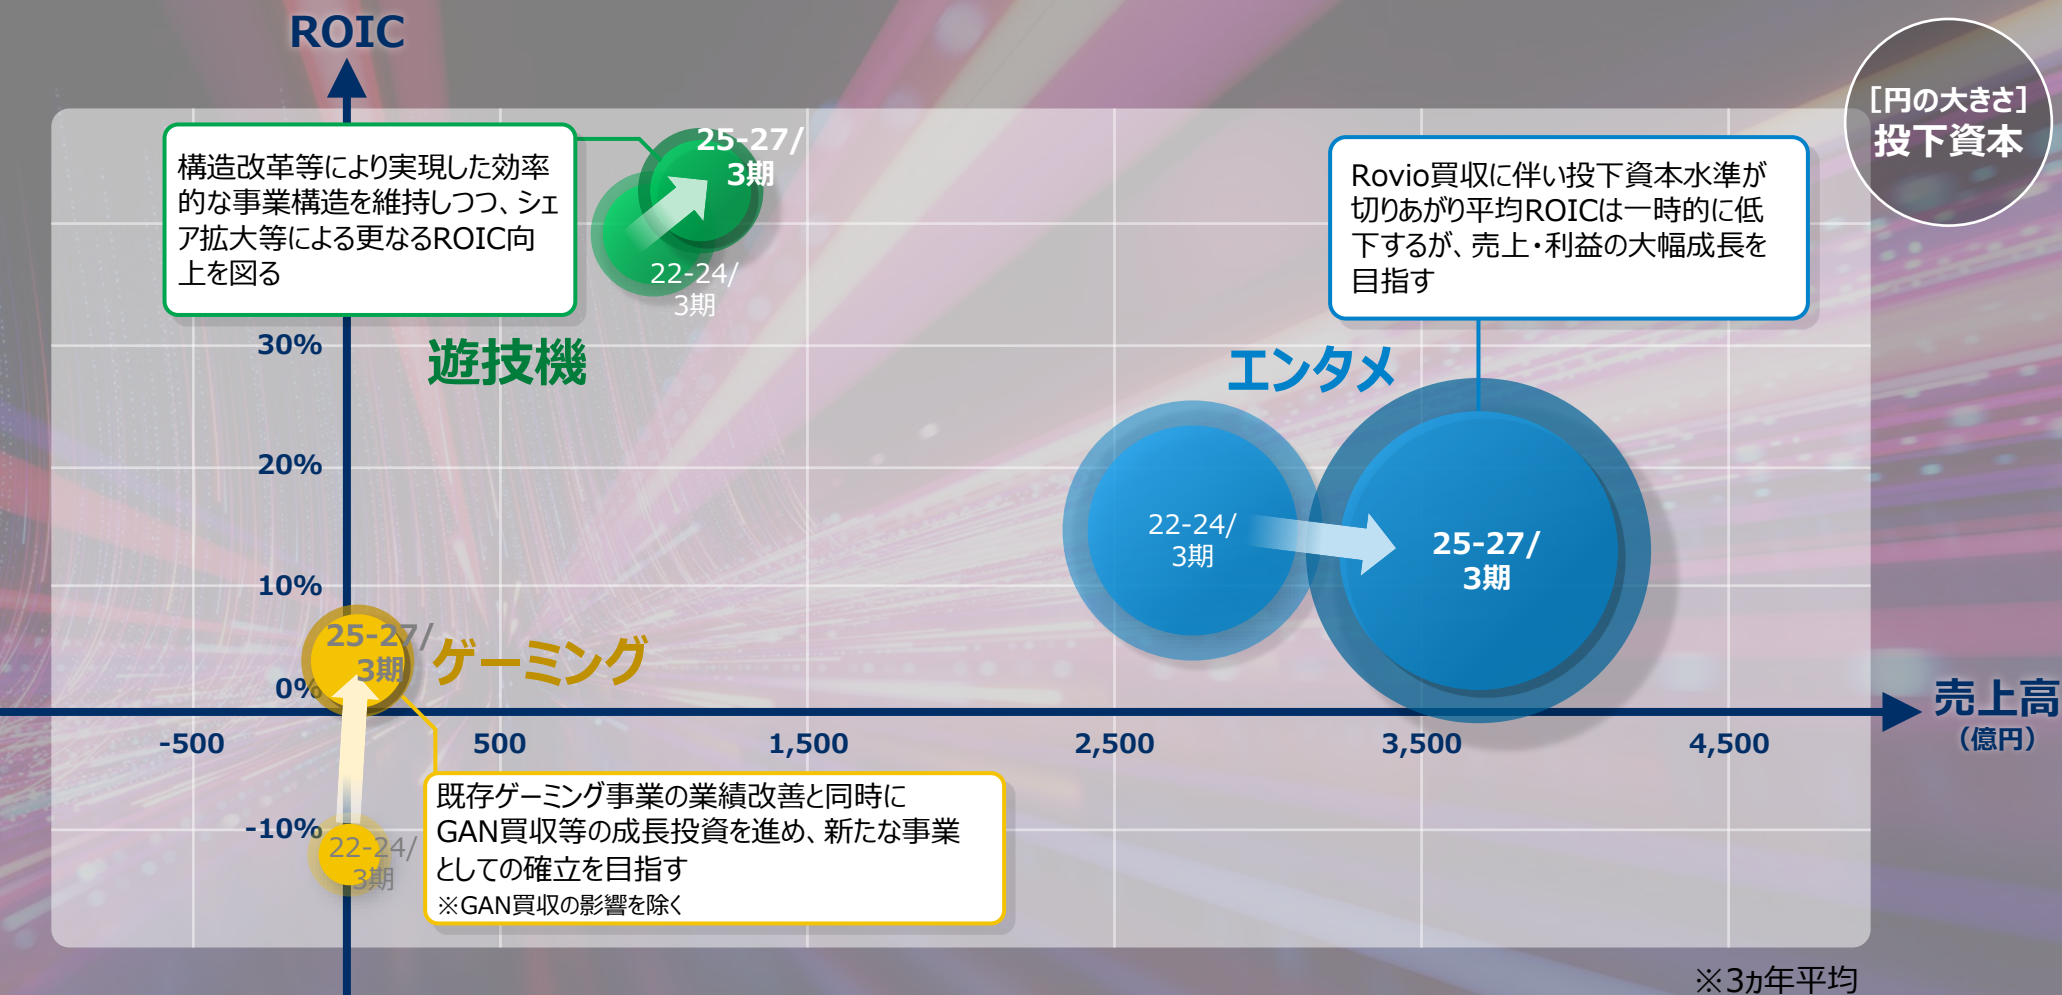 ROIC
[円の大きさ]
投下資本
構造改革等により実現した効率
的な事業構造を維持しつつ、シェ
ア拡大等による更なるROIC向
上を図る
25-27/
3期
22-24/
3期
遊技機
Rovio買収に伴い投下資本水準が
切りあがり平均ROICは一時的に低
下するが、売上・利益の大幅成長を
目指す
エンタメ
22-24/
3期
25-27/
3期
30%
20%
10%
0%
-10%
25-27/
3期
ゲーミング
22-24/
3期
-500
500
1,500
2,500
3,500
4,500
売上高
（億円）
既存ゲーミング事業の業績改善と同時に
GAN買収等の成長投資を進め、新たな事業
としての確立を目指す
※GAN買収の影響を除く
※3ヵ年平均